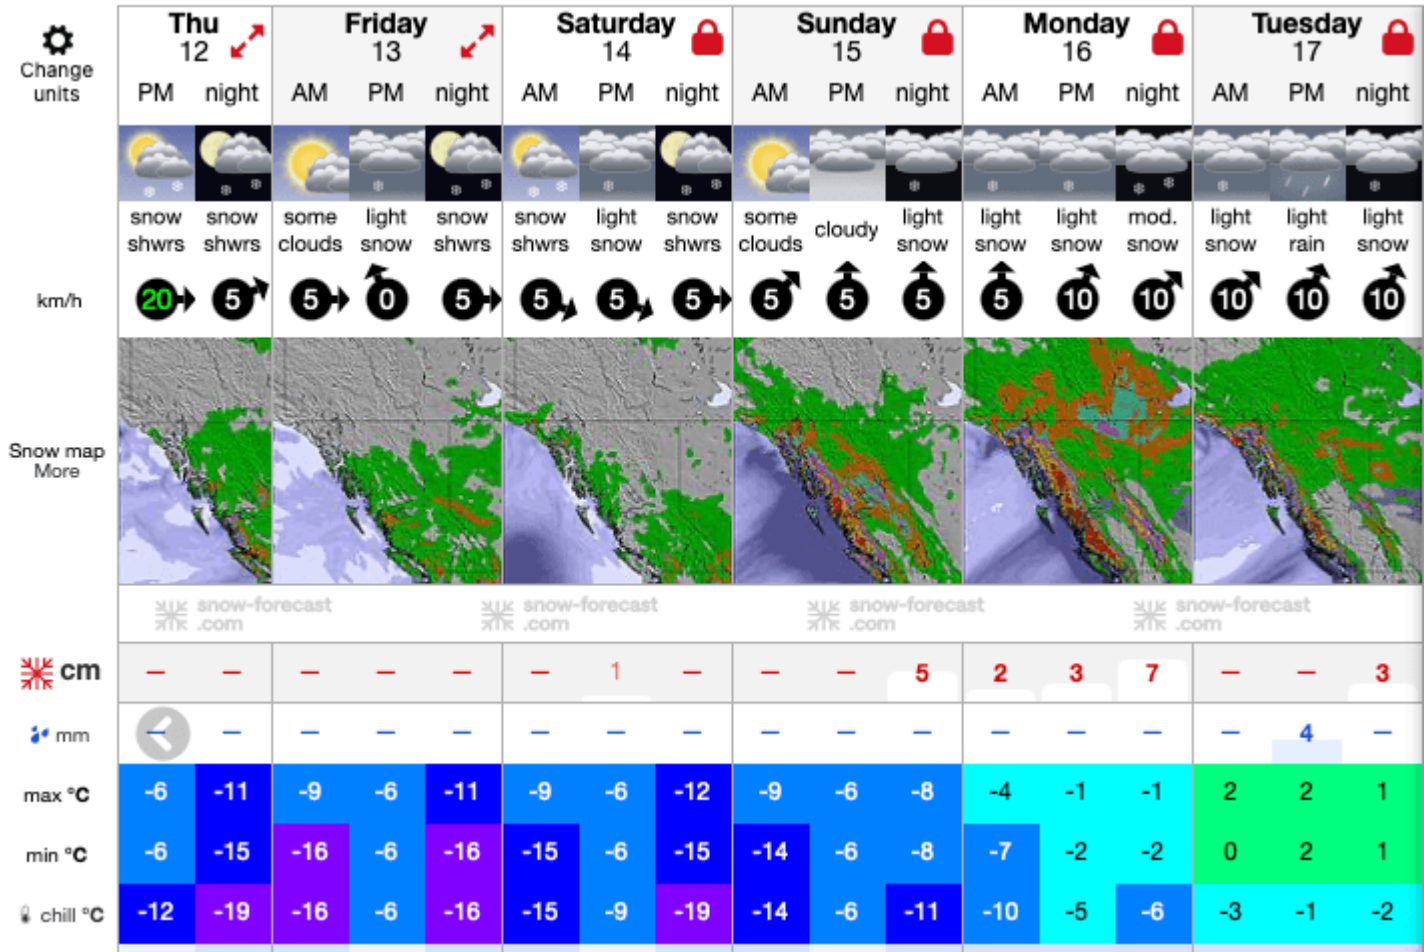 Change
units
Thu
12
Friday
13
Saturday
14
Sunday
15
Monday
16
Tuesday
17
PM night AM PM night AM PM night AM PM night AM PM night AM PM night
snow shwrs
snow shwrs
some clouds
light snow
snow shwrs
snow shwrs
light snow
snow shwrs
some clouds
cloudy
light snow
light snow
light snow
mod. snow
light snow
light rain
light snow
km/h 20 5 5 0 5 5 5 5 5 5 5 5 10 10 10 10 10
Snow map
More
snow-forecast
.com
snow-forecast
.com
snow-forecast
.com
snow-forecast
.com
cm — — — — — — 1 — — — 5 2 3 7 — — 3
mm — — — — — — — — — — — — — — — 4 —
max °C -6 -11 -9 -6 -11 -9 -6 -12 -9 -6 -8 -4 -1 -1 2 2 1
min °C -6 -15 -16 -6 -16 -15 -6 -15 -14 -6 -8 -7 -2 -2 0 2 1
chill °C -12 -19 -16 -6 -16 -15 -9 -19 -14 -6 -11 -10 -5 -6 -3 -1 -2